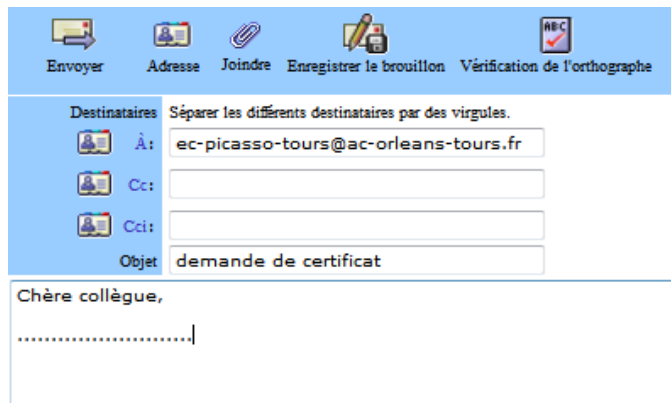 Envoyer Adresse Joindre Enregistrer le brouillon ABC Vérification de l'orthographe
Destinataires Séparer les différents destinataires par des virgules.
À: ec-picasso-tours@ac-orleans-tours.fr
Cc:
Cci:
Objet demande de certificat
Chère collègue,
..........................